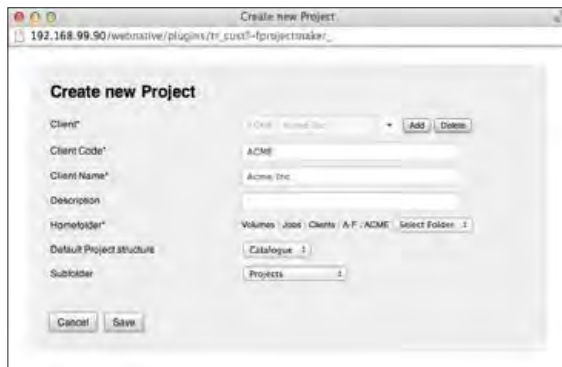 Create new Project
192.168.99.90/webnative/plugins/tr_cust?-fprojectmaker_
Create new Project
Client* Acme Inc Add Delete
Client Code* ACME
Client Name* Acme, Inc
Description
Homefolder* Volumes Jobs Clients A-F / ACME Select Folder
Default Project structure Catalogue
Subfolder Projects
Cancel Save